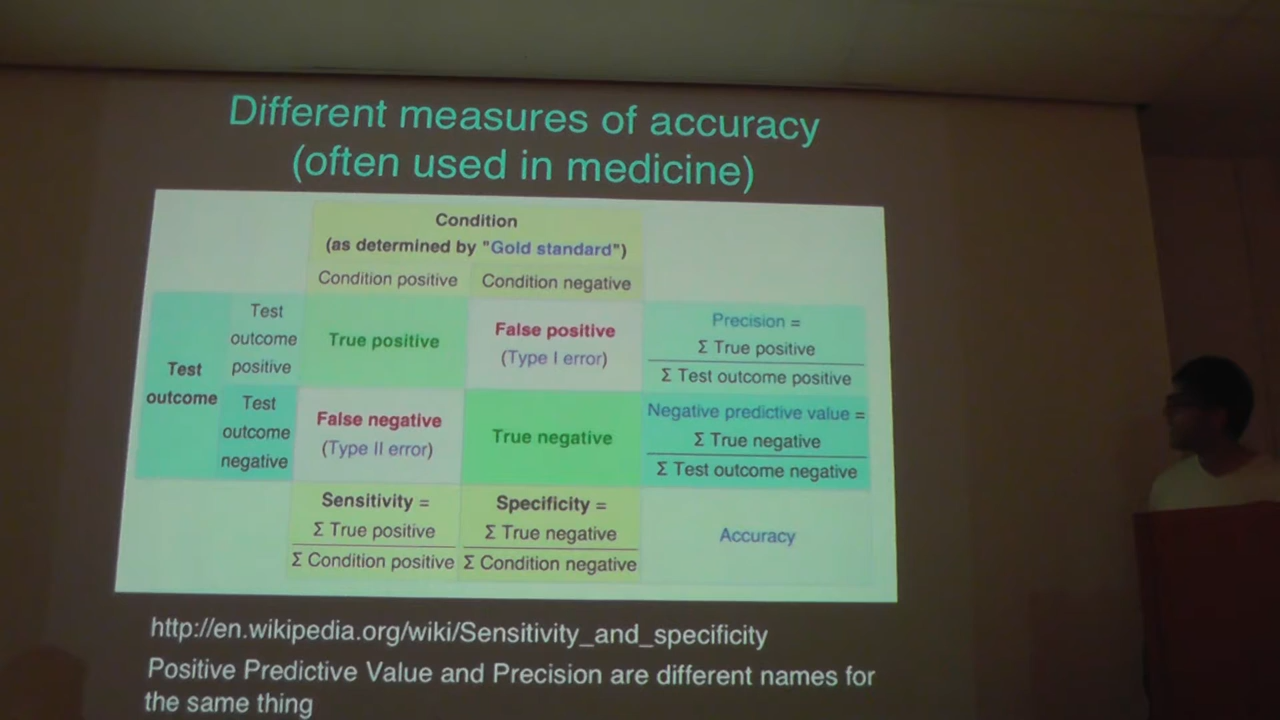 Different measures of accuracy
(often used in medicine)
Condition
(as determined by "Gold standard")
Condition positive
Condition negative
Test
outcome
Test
outcome
positive
True positive
False positive
(Type I error)
Precision =
Σ True positive
Σ Test outcome positive
Test
outcome
negative
False negative
(Type II error)
True negative
Negative predictive value =
Σ True negative
Σ Test outcome negative
Sensitivity =
Σ True positive
Σ Condition positive
Specificity =
Σ True negative
Σ Condition negative
Accuracy
http://en.wikipedia.org/wiki/Sensitivity_and_specificity
Positive Predictive Value and Precision are different names for
the same thing